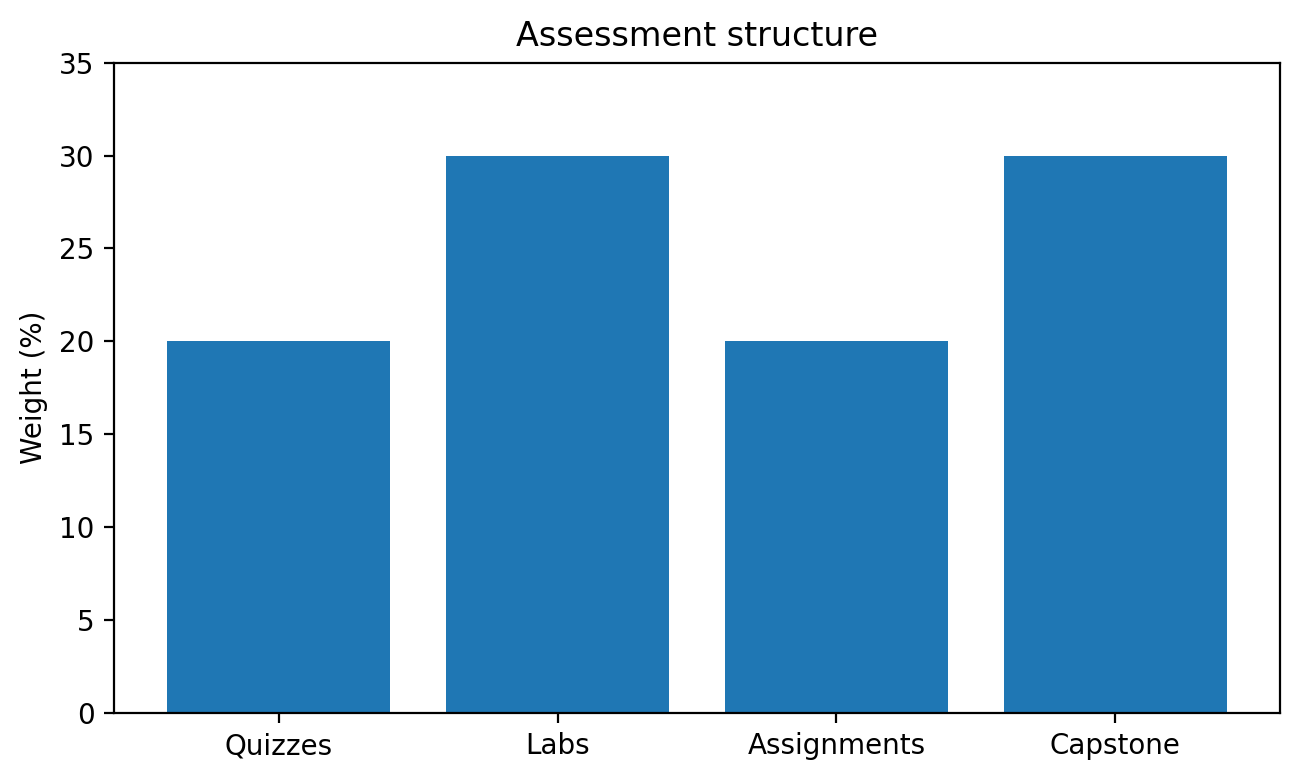 Assessment structure
35
30
25
20
15
10
5
0
Weight (%)
Quizzes
Labs
Assignments
Capstone